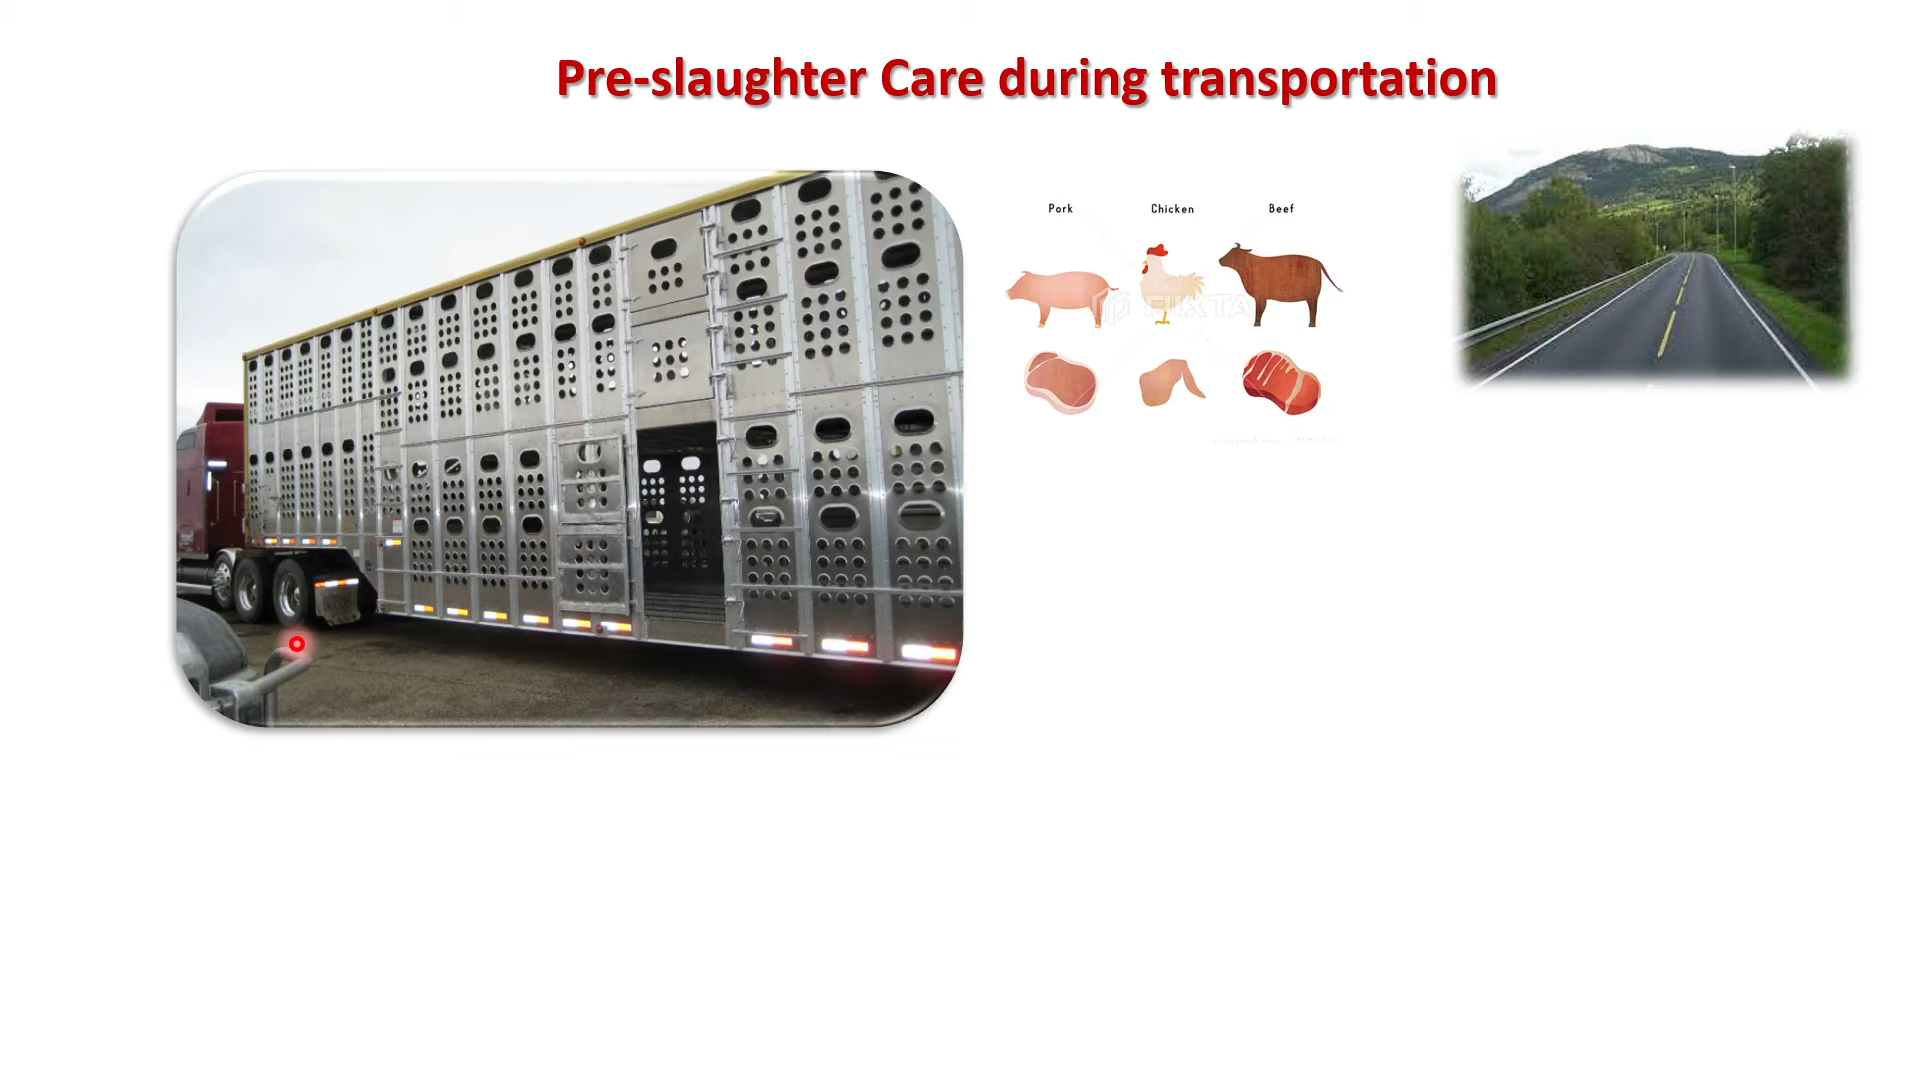 Pre-slaughter Care during transportation
Pork Chicken Beef